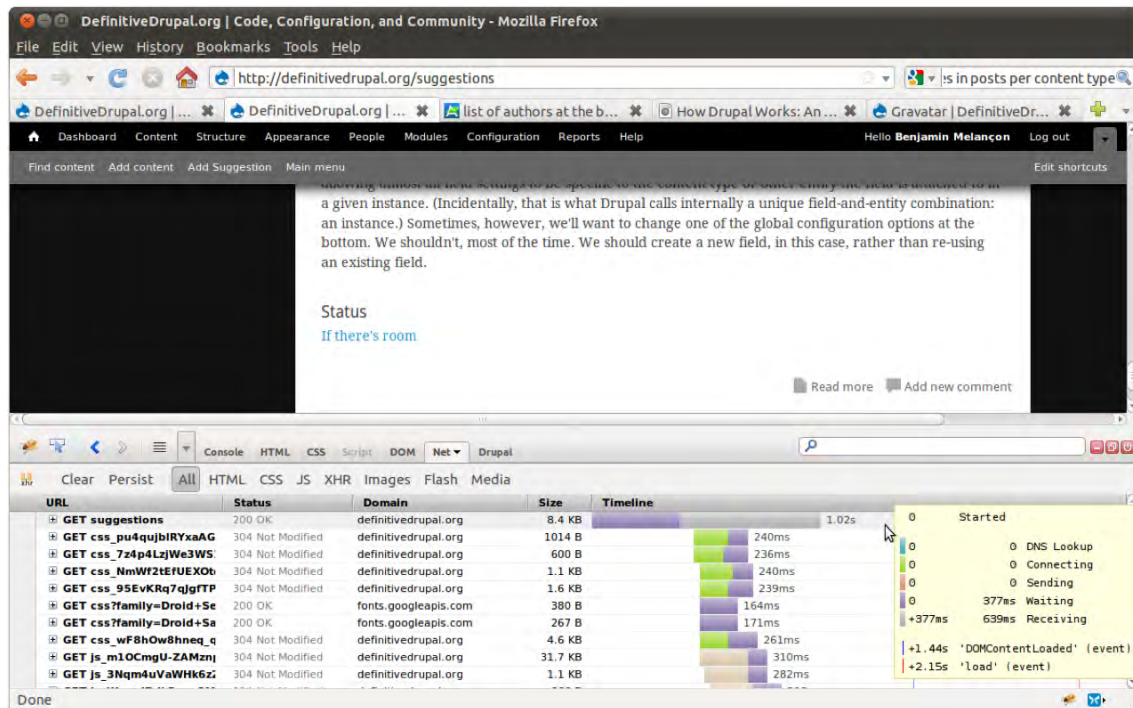 DefinitiveDrupal.org | Code, Configuration, and Community - Mozilla Firefox
File Edit View History Bookmarks Tools Help
http://definitivedrupal.org/suggestions
s in posts per content type
DefinitiveDrupal.org |... DefinitiveDrupal.org | ... list of authors at the b... How Drupal Works: An ... Gravatar | DefinitiveDr...
Dashboard Content Structure Appearance People Modules Configuration Reports Help Hello Benjamin Melançon Log out
Find content Add content Add Suggestion Main menu Edit shortcuts
a given instance. (Incidentally, that is what Drupal calls internally a unique field-and-entity combination:
an instance.) Sometimes, however, we'll want to change one of the global configuration options at the
bottom. We shouldn't, most of the time. We should create a new field, in this case, rather than re-using
an existing field.
Status
If there's room
Read more Add new comment
Console HTML CSS Script DOM Net Drupal
Clear Persist All HTML CSS JS XHR Images Flash Media
URL Status Domain Size Timeline
GET suggestions 200 OK definitivedrupal.org 8.4 KB 1.02s
GET css_pu4qujblRYxaAG 304 Not Modified definitivedrupal.org 1014 B 240ms
GET css_7z4p4LzjWe3WS 304 Not Modified definitivedrupal.org 600 B 236ms
GET css_NmWf2tEfUEXOt 304 Not Modified definitivedrupal.org 1.1 KB 240ms
GET css_95EvKRq7qJgfTP 304 Not Modified definitivedrupal.org 1.6 KB 239ms
GET css?family=Droid+Se 200 OK fonts.googleapis.com 380 B 164ms
GET css?family=Droid+Sa 200 OK fonts.googleapis.com 267 B 171ms
GET css_wF8hOw8hneq_q 304 Not Modified definitivedrupal.org 4.6 KB 261ms
GET js_m1OCmgU-ZAMzn 304 Not Modified definitivedrupal.org 31.7 KB 310ms
GET js_3Nqm4uVaWHk6z 304 Not Modified definitivedrupal.org 1.1 KB 282ms
0 Started
0 0 DNS Lookup
0 0 Connecting
0 0 Sending
0 377ms Waiting
+377ms 639ms Receiving
+1.44s 'DOMContentLoaded' (event)
+2.15s 'load' (event)
Done